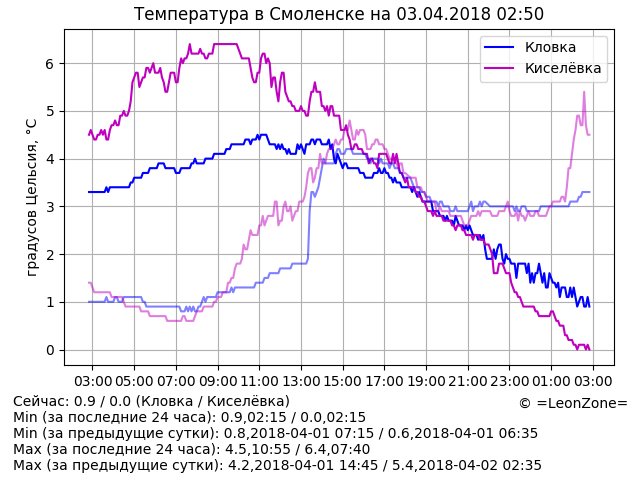 Температура в Смоленске на 03.04.2018 02:50
Кловка
Киселёвка
градусов Цельсия, °C
6
5
4
3
2
1
0
03:00 05:00 07:00 09:00 11:00 13:00 15:00 17:00 19:00 21:00 23:00 01:00 03:00
Сейчас: 0.9 / 0.0 (Кловка / Киселёвка)
© =LeonZone=
Min (за последние 24 часа): 0.9,02:15 / 0.0,02:15
Min (за предыдущие сутки): 0.8,2018-04-01 07:15 / 0.6,2018-04-01 06:35
Max (за последние 24 часа): 4.5,10:55 / 6.4,07:40
Max (за предыдущие сутки): 4.2,2018-04-01 14:45 / 5.4,2018-04-02 02:35